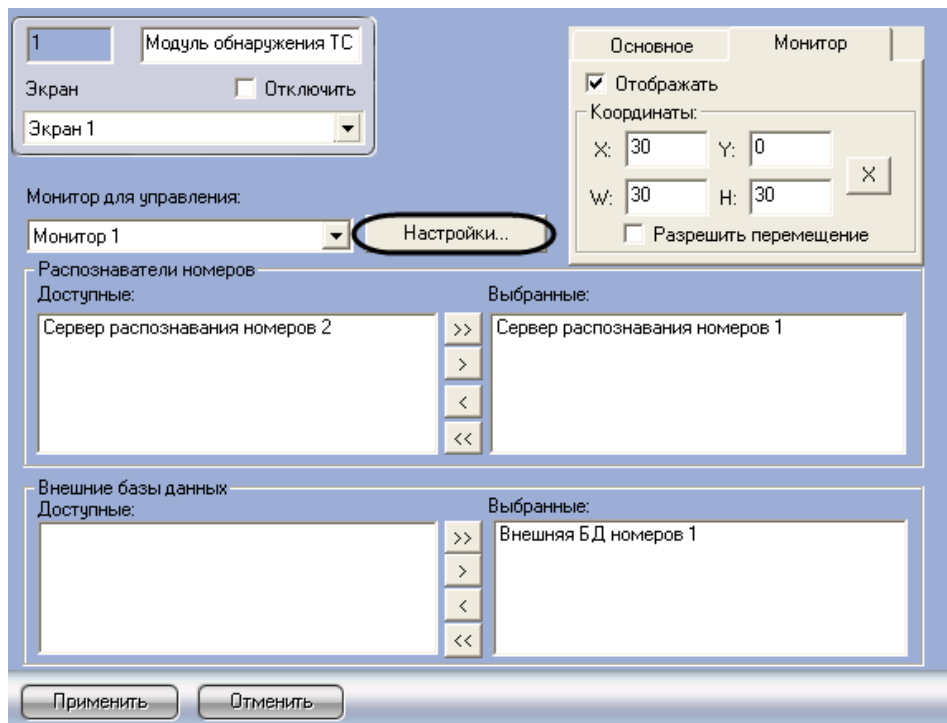 1 Модуль обнаружения ТС
Экран Отключить
Экран 1
Основное Монитор
Отображать
Координаты:
X: 30 Y: 0
X
W: 30 H: 30
Разрешить перемещение
Монитор для управления:
Монитор 1 Настройки...
Распознаватели номеров
Доступные: Выбранные:
Сервер распознавания номеров 2 >> Сервер распознавания номеров 1
>
<
<<
Внешние базы данных
Доступные: Выбранные:
>> Внешняя БД номеров 1
>
<
<<
Применить Отменить